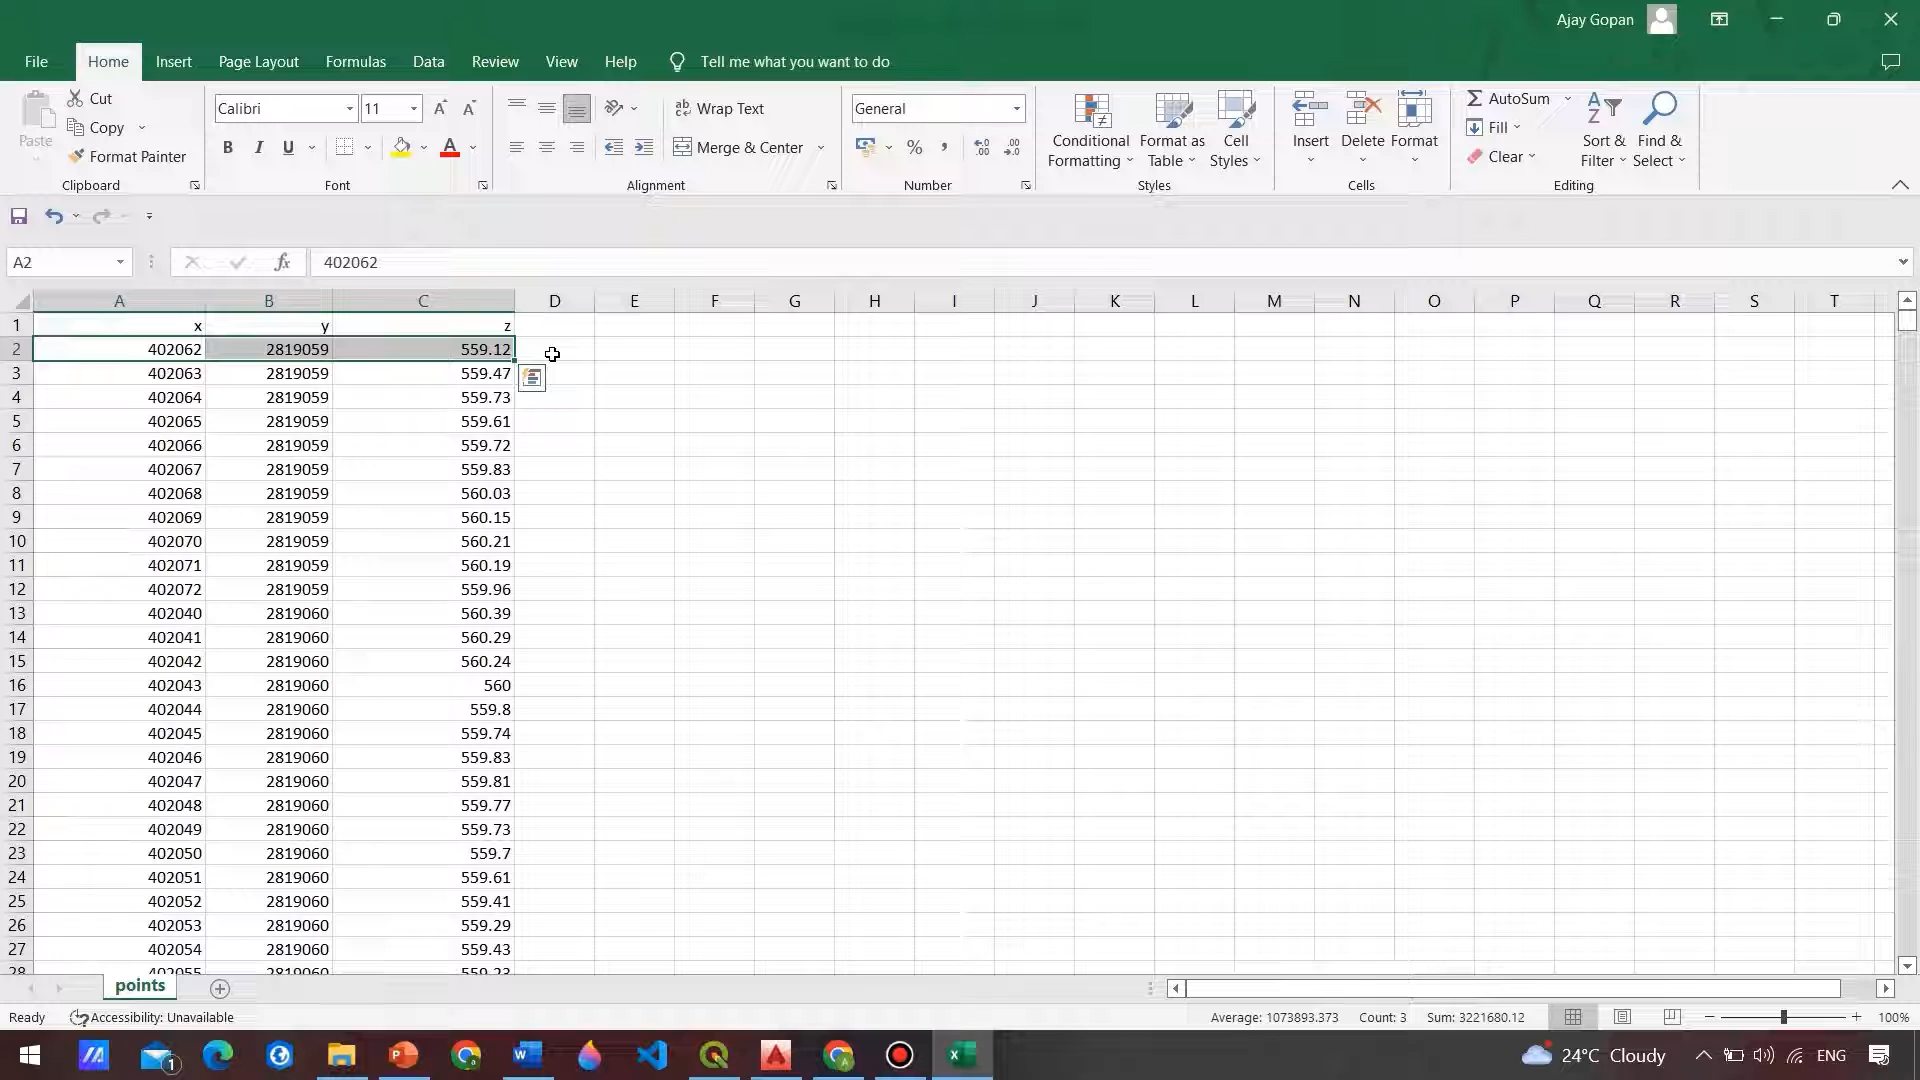 Ajay Gopan
File Home Insert Page Layout Formulas Data Review View Help Tell me what you want to do
Paste Cut Copy Format Painter Clipboard
Calibri 11 A A B I U A Font
ab Wrap Text Merge & Center Alignment
General % , .00 .00 Number
Conditional Formatting Format as Table Cell Styles Styles
Insert Delete Format Cells
AutoSum Fill Clear Sort & Filter Find & Select Editing
A2 fx 402062
A B C D E F G H I J K L M N O P Q R S T
1 x y z
2 402062 2819059 559.12
3 402063 2819059 559.47
4 402064 2819059 559.73
5 402065 2819059 559.61
6 402066 2819059 559.72
7 402067 2819059 559.83
8 402068 2819059 560.03
9 402069 2819059 560.15
10 402070 2819059 560.21
11 402071 2819059 560.19
12 402072 2819059 559.96
13 402040 2819060 560.39
14 402041 2819060 560.29
15 402042 2819060 560.24
16 402043 2819060 560
17 402044 2819060 559.8
18 402045 2819060 559.74
19 402046 2819060 559.83
20 402047 2819060 559.81
21 402048 2819060 559.77
22 402049 2819060 559.73
23 402050 2819060 559.7
24 402051 2819060 559.61
25 402052 2819060 559.41
26 402053 2819060 559.29
27 402054 2819060 559.43
28 402055 2819060 559.23
points
Ready Accessibility: Unavailable Average: 1073893.373 Count: 3 Sum: 3221680.12 100%
1 24°C Cloudy ENG